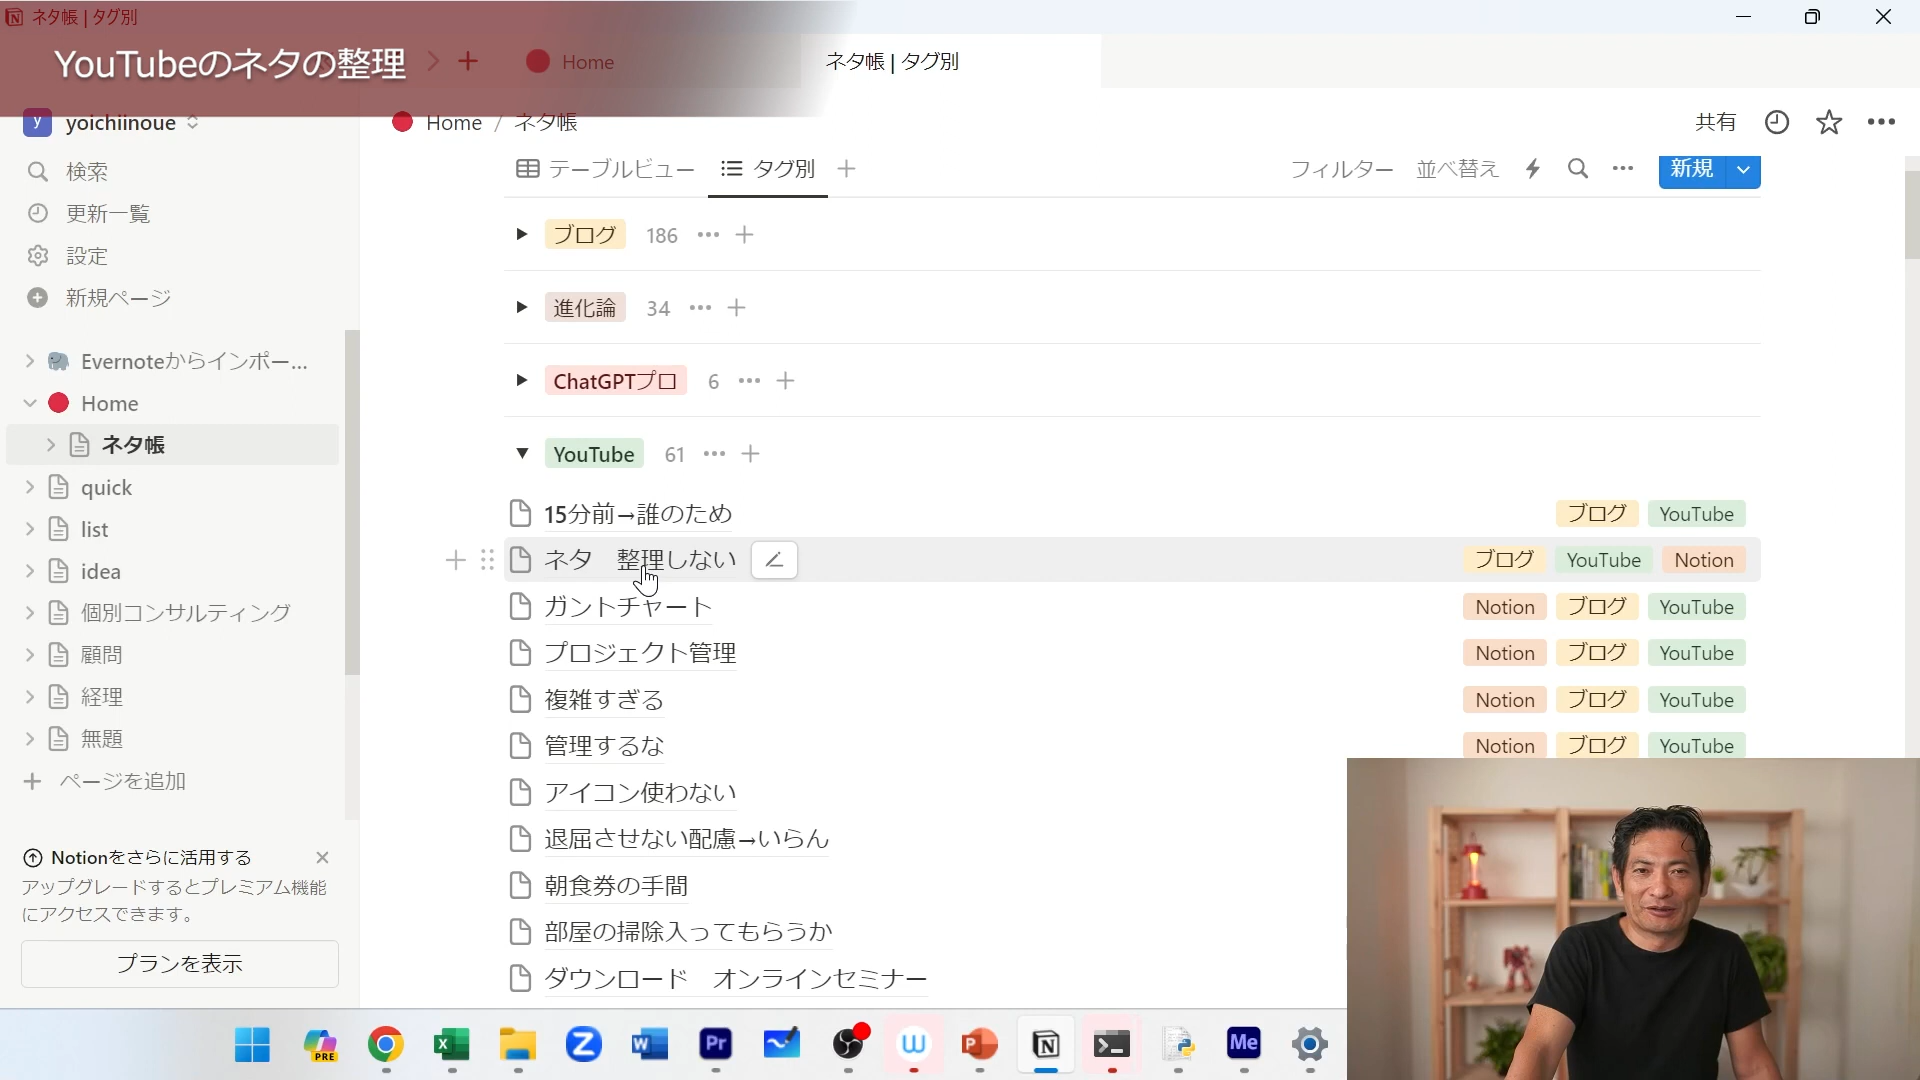 ネタ帳 | タグ別
YouTubeのネタの整理
Home
ネタ帳 | タグ別
y yoichiinoue
Home / ネタ帳
共有
検索
更新一覧
設定
新規ページ
Evernoteからインポー...
Home
ネタ帳
quick
list
idea
個別コンサルティング
顧問
経理
無題
ページを追加
Notionをさらに活用する
アップグレードするとプレミアム機能
にアクセスできます。
プランを表示
テーブルビュー
タグ別
フィルター
並べ替え
新規
ブログ 186
進化論 34
ChatGPTプロ 6
YouTube 61
15分前→誰のため ブログ YouTube
ネタ　整理しない ブログ YouTube Notion
ガントチャート Notion ブログ YouTube
プロジェクト管理 Notion ブログ YouTube
複雑すぎる Notion ブログ YouTube
管理するな Notion ブログ YouTube
アイコン使わない
退屈させない配慮→いらん
朝食券の手間
部屋の掃除入ってもらうか
ダウンロード　オンラインセミナー
PRE
X
Z
W
Pr
W
P
N
Me